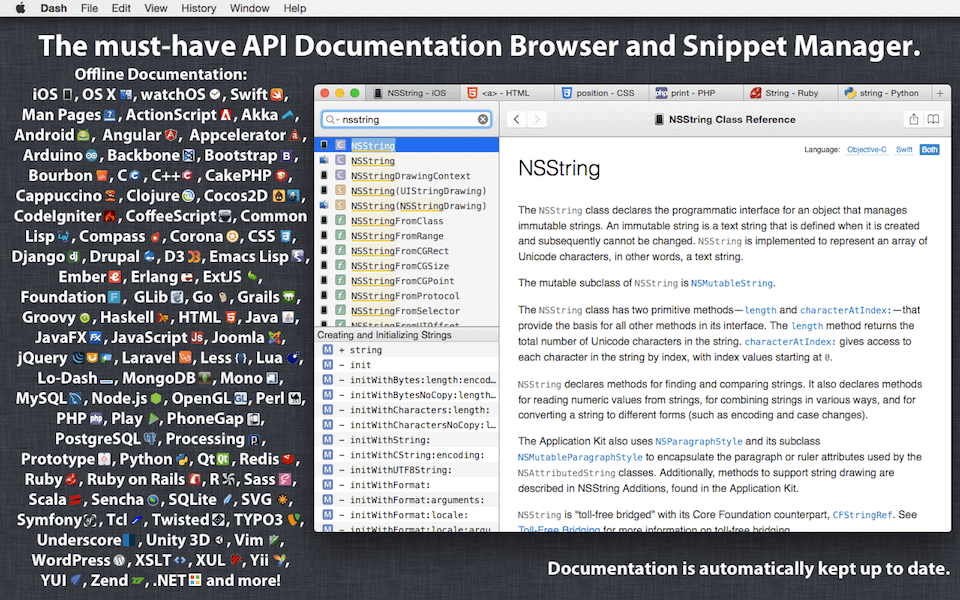 Dash File Edit View History Window Help
The must-have API Documentation Browser and Snippet Manager.
Offline Documentation:
iOS, OS X, watchOS, Swift,
Man Pages, ActionScript, Akka,
Android, Angular, Appcelerator,
Arduino, Backbone, Bootstrap,
Bourbon, C, C++, CakePHP,
Cappuccino, Clojure, Cocos2D,
CodeIgniter, CoffeeScript, Common
Lisp, Compass, Corona, CSS,
Django, Drupal, D3, Emacs Lisp,
Ember, Erlang, ExtJS,
Foundation, GLib, Go, Grails,
Groovy, Haskell, HTML, Java,
JavaFX, JavaScript, Joomla,
jQuery, Laravel, Less, Lua,
Lo-Dash, MongoDB, Mono,
MySQL, Node.js, OpenGL, Perl,
PHP, Play, PhoneGap,
PostgreSQL, Processing,
Prototype, Python, Qt, Redis,
Ruby, Ruby on Rails, R, Sass,
Scala, Sencha, SQLite, SVG,
Symfony, Tcl, Twisted, TYPO3,
Underscore, Unity 3D, Vim,
WordPress, XSLT, XUL, Yii,
YUI, Zend, .NET and more!
NSString - iOS <a> - HTML position - CSS print - PHP String - Ruby string - Python +
nsstring
NSString
NSString
NSStringDrawingContext
NSString(UIStringDrawing)
NSString(NSStringDrawing)
NSStringFromClass
NSStringFromRange
NSStringFromCGRect
NSStringFromCGSize
NSStringFromCGPoint
NSStringFromProtocol
NSStringFromSelector
NSStringFromUIOffset
Creating and Initializing Strings
M + string
M - init
M - initWithBytes:length:encod...
M - initWithBytesNoCopy:length...
M - initWithCharacters:length:
M - initWithCharactersNoCopy:l...
M - initWithString:
M - initWithCString:encoding:
M - initWithUTF8String:
M - initWithFormat:
M - initWithFormat:arguments:
M - initWithFormat:locale:
M - initWithFormat:locale:argu...
NSString Class Reference
Language: Objective-C Swift Both
NSString
The NSString class declares the programmatic interface for an object that manages
immutable strings. An immutable string is a text string that is defined when it is created
and subsequently cannot be changed. NSString is implemented to represent an array of
Unicode characters, in other words, a text string.
The mutable subclass of NSString is NSMutableString.
The NSString class has two primitive methods—length and characterAtIndex:—that
provide the basis for all other methods in its interface. The length method returns the
total number of Unicode characters in the string. characterAtIndex: gives access to
each character in the string by index, with index values starting at 0.
NSString declares methods for finding and comparing strings. It also declares methods
for reading numeric values from strings, for combining strings in various ways, and for
converting a string to different forms (such as encoding and case changes).
The Application Kit also uses NSParagraphStyle and its subclass
NSMutableParagraphStyle to encapsulate the paragraph or ruler attributes used by the
NSAttributedString classes. Additionally, methods to support string drawing are
described in NSString Additions, found in the Application Kit.
NSString is “toll-free bridged” with its Core Foundation counterpart, CFStringRef. See
Toll-Free Bridging for more information on toll-free bridging.
Documentation is automatically kept up to date.